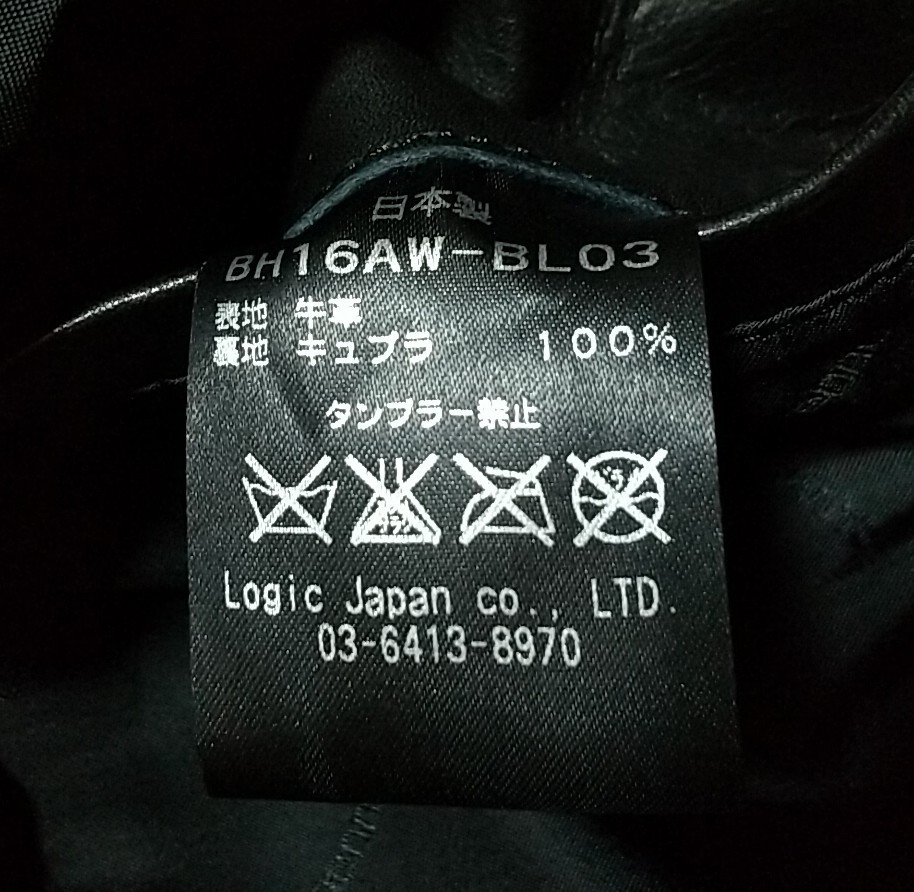 日本製
BH16AW-BL03
表地 牛革
裏地 キュプラ 100%
タンブラー禁止
Logic Japan co., LTD.
03-6413-8970